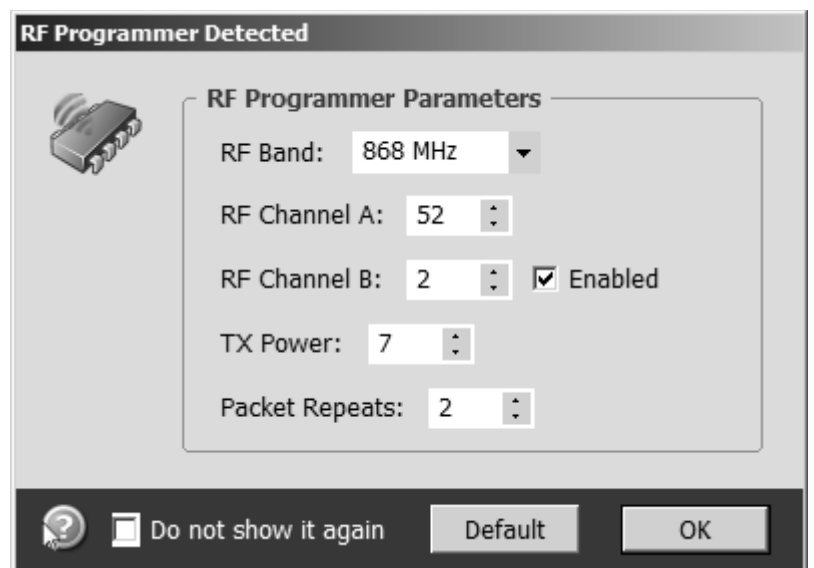 RF Programmer Detected
RF Programmer Parameters
RF Band: 868 MHz
RF Channel A: 52
RF Channel B: 2 Enabled
TX Power: 7
Packet Repeats: 2
? Do not show it again Default OK